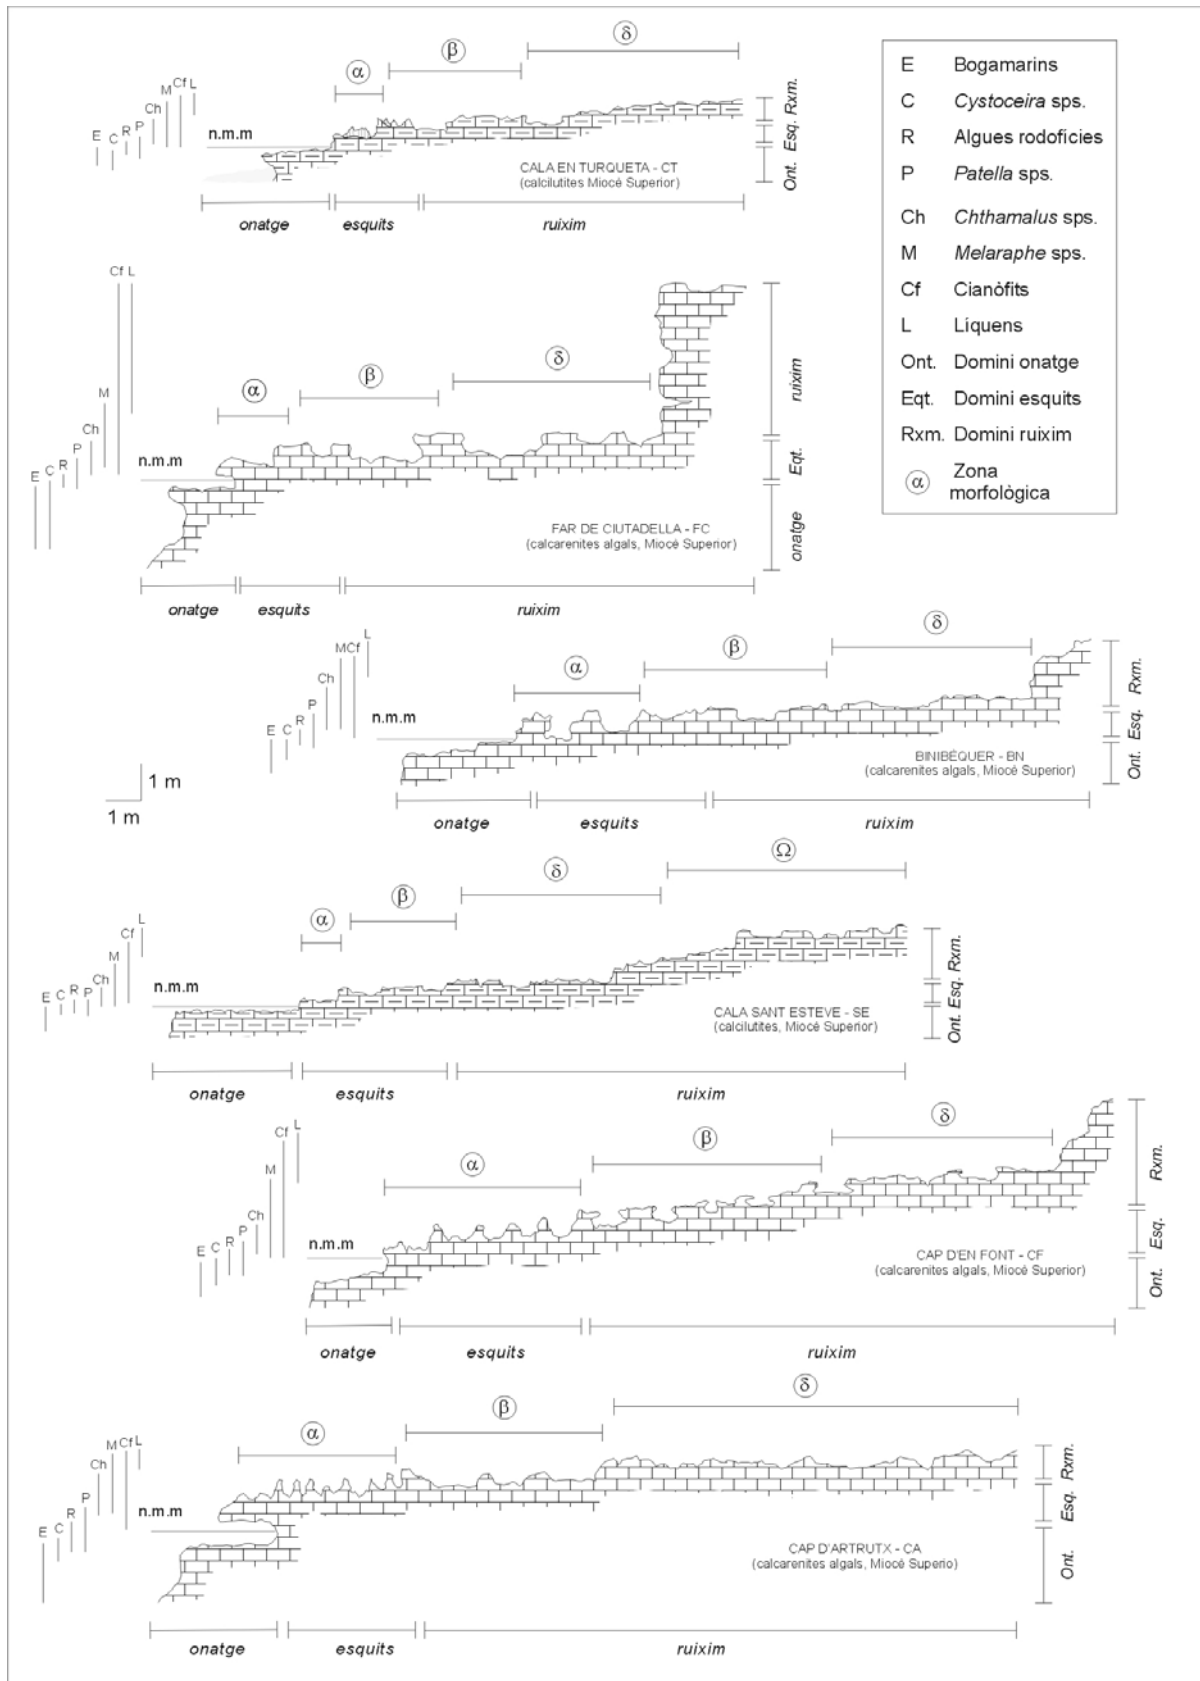 δ
β
α
E C R P Ch M Cf L
n.m.m
Ont. Esq. Rxm.
CALA EN TURQUETA - CT
(calcilutites Miocè Superior)
onatge esquits ruixim
E Bogamarins
C Cystoceira sps.
R Algues rodofícies
P Patella sps.
Ch Chthamalus sps.
M Melaraphe sps.
Cf Cianòfits
L Líquens
Ont. Domini onatge
Eqt. Domini esquits
Rxm. Domini ruixim
α Zona
morfològica
E C R P Ch M Cf L
α β δ
n.m.m
onatge Eqt. ruixim
FAR DE CIUTADELLA - FC
(calcarenites algals, Miocè Superior)
onatge esquits ruixim
E C R P Ch M Cf L
α β δ
n.m.m
Ont. Esq. Rxm.
BINIBÈQUER - BN
(calcarenites algals, Miocè Superior)
1 m
1 m
onatge esquits ruixim
E C R P Ch M Cf L
α β δ Ω
n.m.m
Ont. Esq. Rxm.
CALA SANT ESTEVE - SE
(calcilutites, Miocè Superior)
onatge esquits ruixim
E C R P Ch M Cf L
α β δ
n.m.m
Ont. Esq. Rxm.
CAP D'EN FONT - CF
(calcarenites algals, Miocè Superior)
onatge esquits ruixim
E C R P Ch M Cf L
α β δ
n.m.m
Ont. Esq. Rxm.
CAP D'ARTRUTX - CA
(calcarenites algals, Miocè Superio)
onatge esquits ruixim